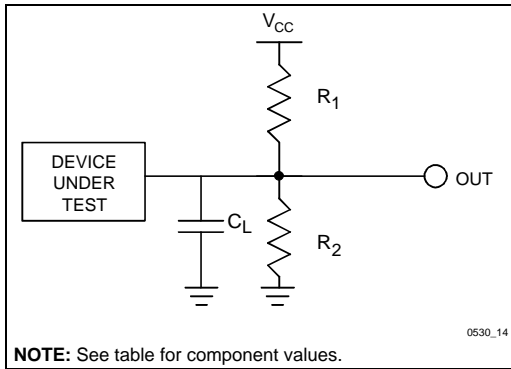 V_CC
R_1
DEVICE
UNDER
TEST
OUT
C_L
R_2
0530_14
NOTE: See table for component values.